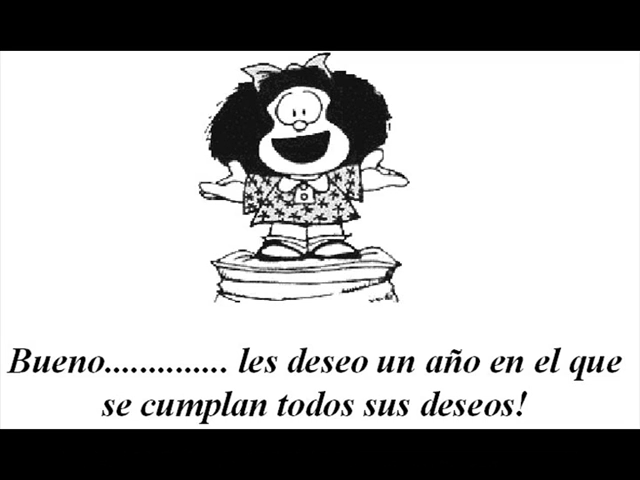 Bueno.............. les deseo un año en el que
se cumplan todos sus deseos!